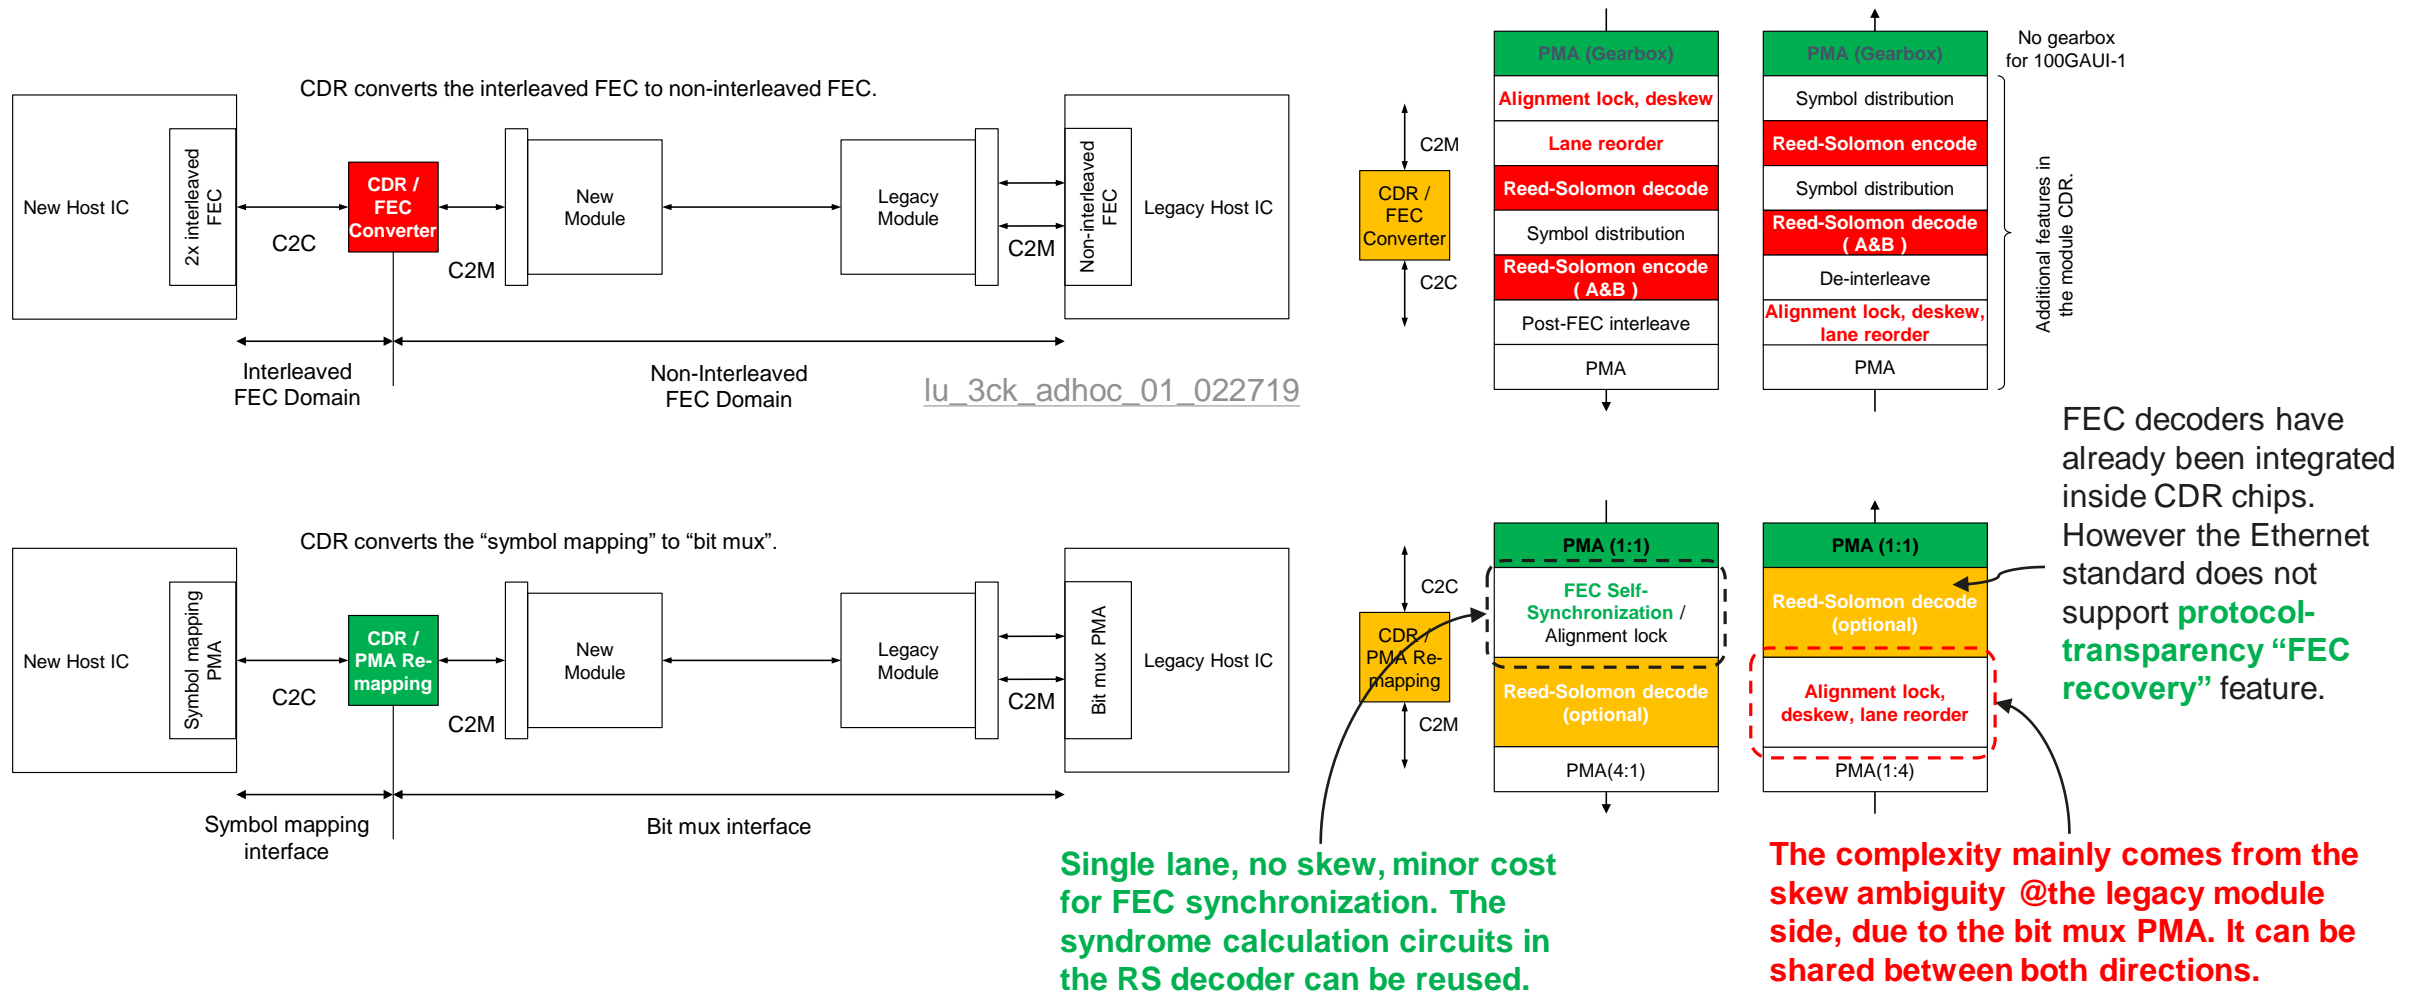 CDR converts the interleaved FEC to non-interleaved FEC.
New Host IC
2x interleaved
FEC
C2C
CDR /
FEC
Converter
C2M
New
Module
Legacy
Module
C2M
Non-interleaved
FEC
Legacy Host IC
Interleaved
FEC Domain
Non-Interleaved
FEC Domain
lu_3ck_adhoc_01_022719
C2M
CDR /
FEC
Converter
C2C
PMA (Gearbox)
Alignment lock, deskew
Lane reorder
Reed-Solomon decode
Symbol distribution
Reed-Solomon encode
( A&B )
Post-FEC interleave
PMA
PMA (Gearbox)
Symbol distribution
Reed-Solomon encode
Symbol distribution
Reed-Solomon decode
( A&B )
De-interleave
Alignment lock, deskew,
lane reorder
PMA
No gearbox
for 100GAUI-1
Additional features in
the module CDR.
CDR converts the “symbol mapping” to “bit mux”.
New Host IC
Symbol mapping
PMA
C2C
CDR /
PMA Re-
mapping
C2M
New
Module
Legacy
Module
C2M
Bit mux PMA
Legacy Host IC
Symbol mapping
interface
Bit mux interface
C2C
CDR /
PMA Re-
mapping
C2M
PMA (1:1)
FEC Self-
Synchronization /
Alignment lock
Reed-Solomon decode
(optional)
PMA(4:1)
PMA (1:1)
Reed-Solomon decode
(optional)
Alignment lock,
deskew, lane reorder
PMA(1:4)
FEC decoders have
already been integrated
inside CDR chips.
However the Ethernet
standard does not
support protocol-
transparency “FEC
recovery” feature.
Single lane, no skew, minor cost
for FEC synchronization. The
syndrome calculation circuits in
the RS decoder can be reused.
The complexity mainly comes from the
skew ambiguity @the legacy module
side, due to the bit mux PMA. It can be
shared between both directions.